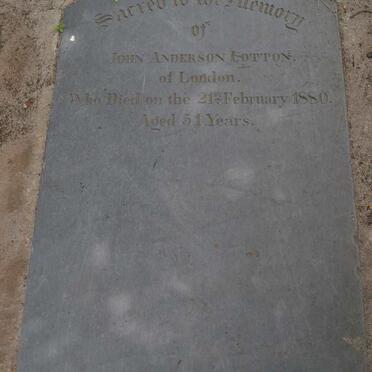 Sacred to the Memory
of
JOHN ANDERSON COTTON,
of London.
Who Died on the 21st February 1880.
Aged 51 Years.